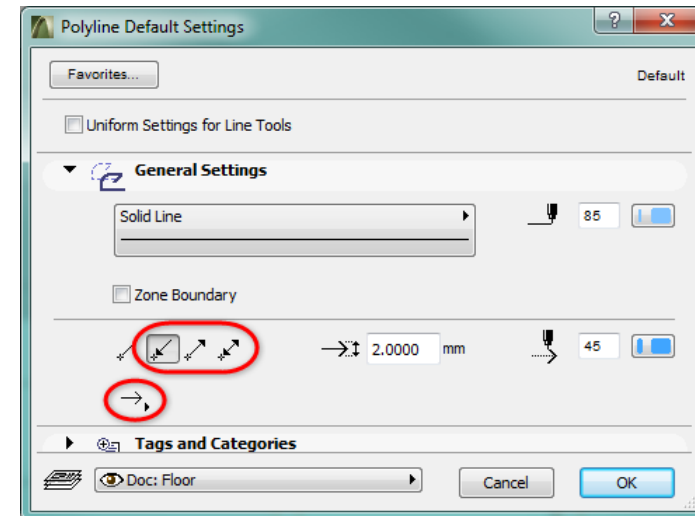 Polyline Default Settings
Favorites...
Default
Uniform Settings for Line Tools
General Settings
Solid Line
85
Zone Boundary
2.0000 mm
45
Tags and Categories
Doc: Floor
Cancel
OK